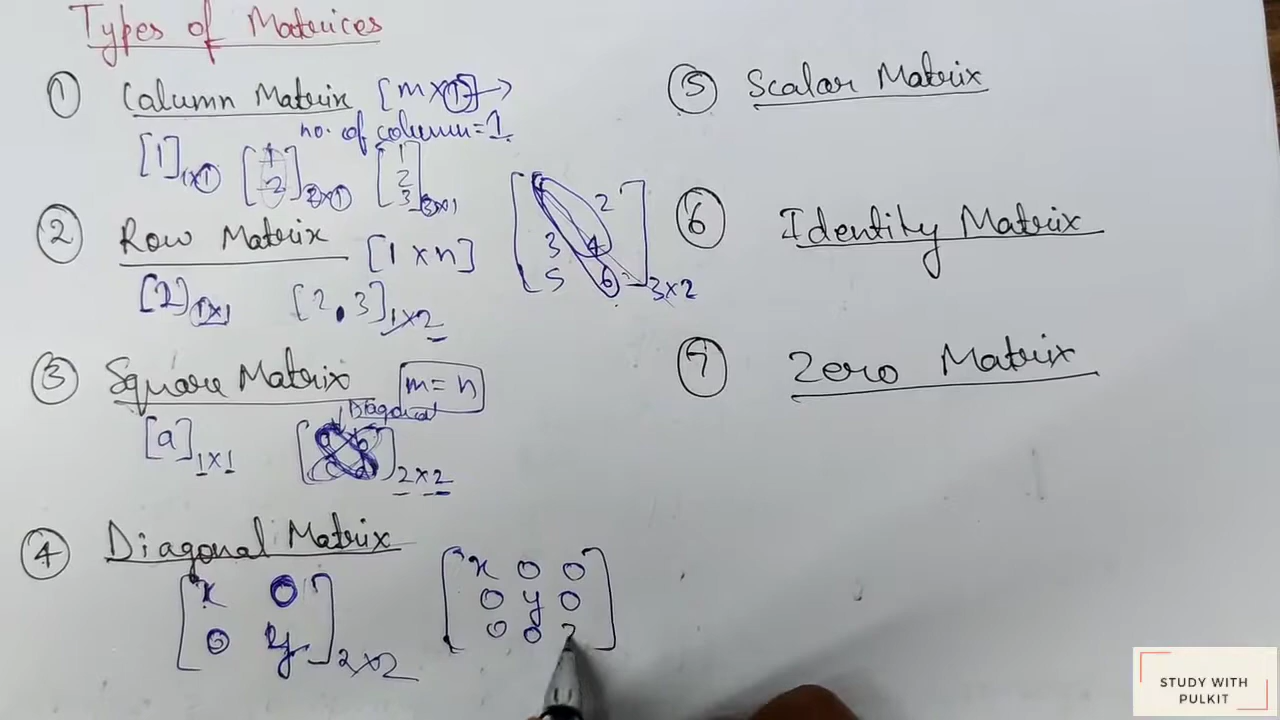 Types of Matrices
① Column Matrix [m×1] →
no. of column = 1.
[1]1×1 [1 2]2×1 [1 2 3]3×1
② Row Matrix [1×n]
[2]1×1 [2, 3]1×2
2
3 4
5 6 3×2
③ Square Matrix m = n
Diagonal
[a]1×1 2×2
④ Diagonal Matrix
x 0
0 y 2×2
x 0 0
0 y 0
0 0
⑤ Scalar Matrix
⑥ Identity Matrix
⑦ Zero Matrix
STUDY WITH
PULKIT